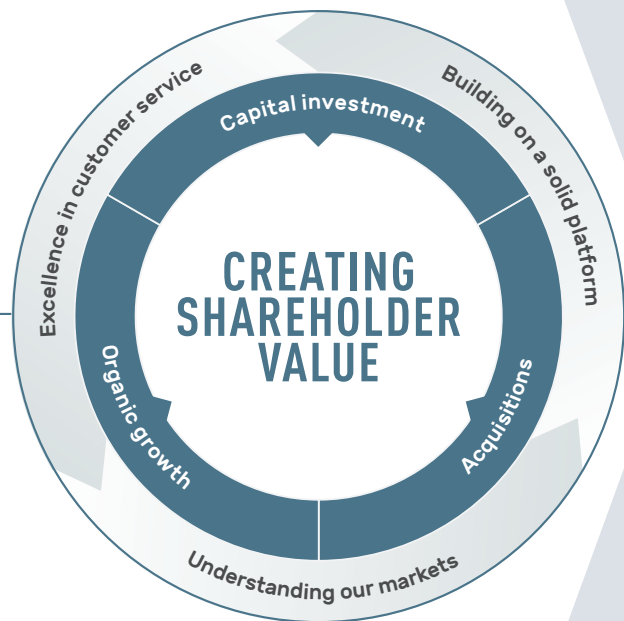 Excellence in customer service
Building on a solid platform
Capital investment
CREATING
SHAREHOLDER
VALUE
Organic growth
Acquisitions
Understanding our markets